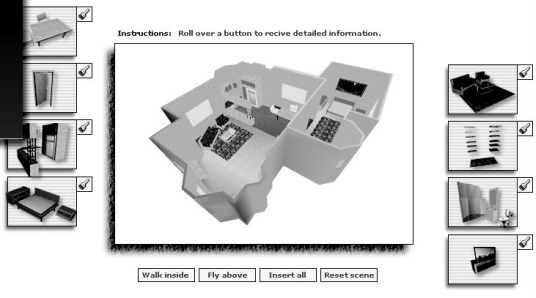 Instructions: Roll over a button to recive detailed information.
Walk inside
Fly above
Insert all
Reset scene